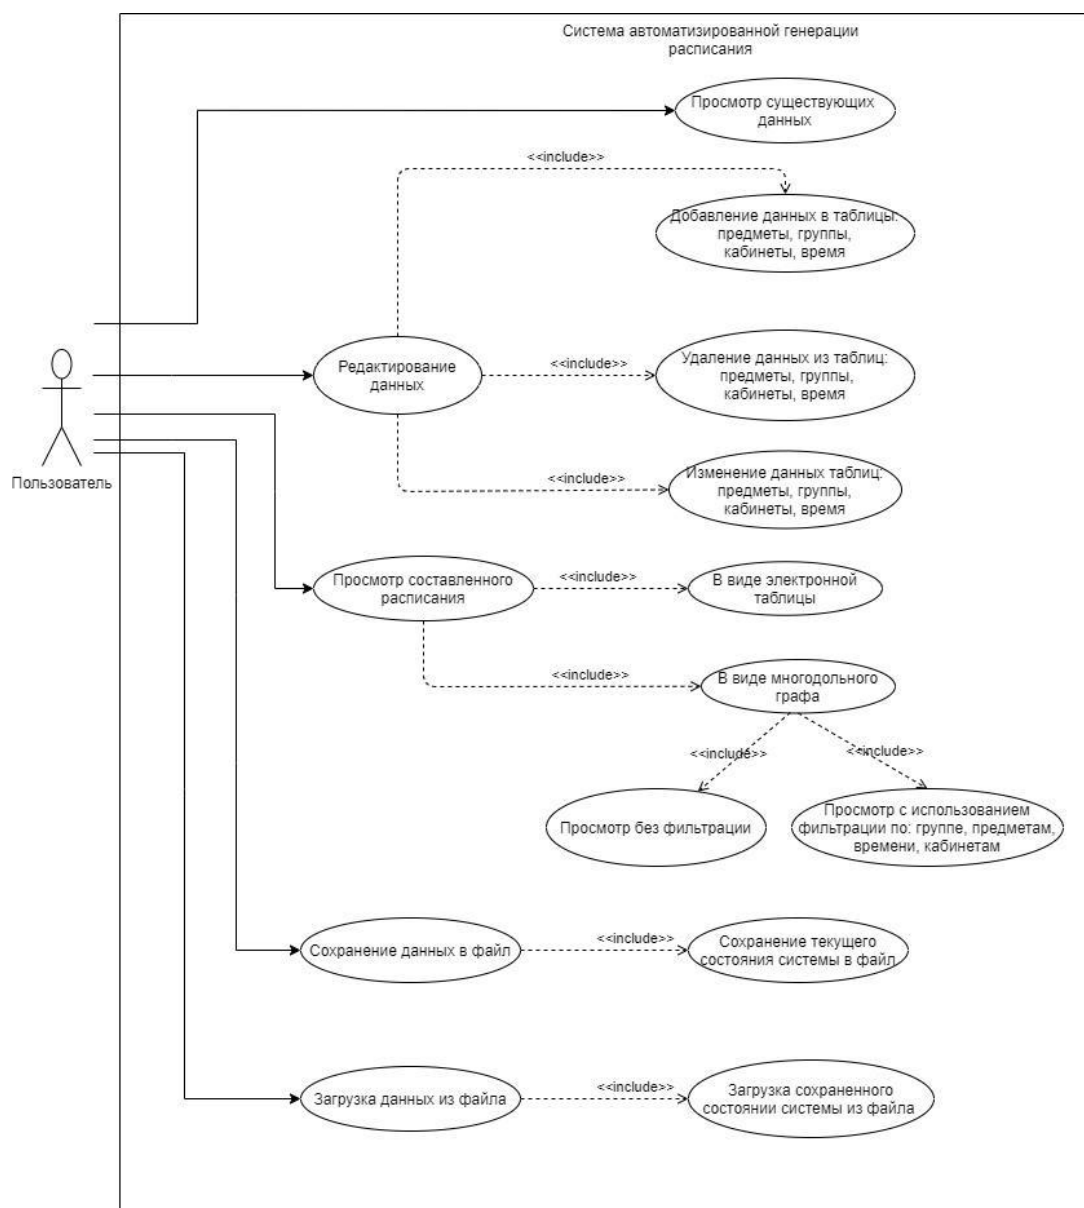 Система автоматизированной генерации
расписания
Просмотр существующих
данных
<<include>>
Добавление данных в таблицы:
предметы, группы,
кабинеты, время
Редактирование
данных
<<include>>
Удаление данных из таблиц:
предметы, группы,
кабинеты, время
Пользователь
<<include>>
Изменение данных таблиц:
предметы, группы,
кабинеты, время
Просмотр составленного
расписания
<<include>>
В виде электронной
таблицы
<<include>>
В виде многодольного
графа
<<include>>
<<include>>
Просмотр без фильтрации
Просмотр с использованием
фильтрации по: группе, предметам,
времени, кабинетам
Сохранение данных в файл
<<include>>
Сохранение текущего
состояния системы в файл
Загрузка данных из файла
<<include>>
Загрузка сохраненного
состоянии системы из файла